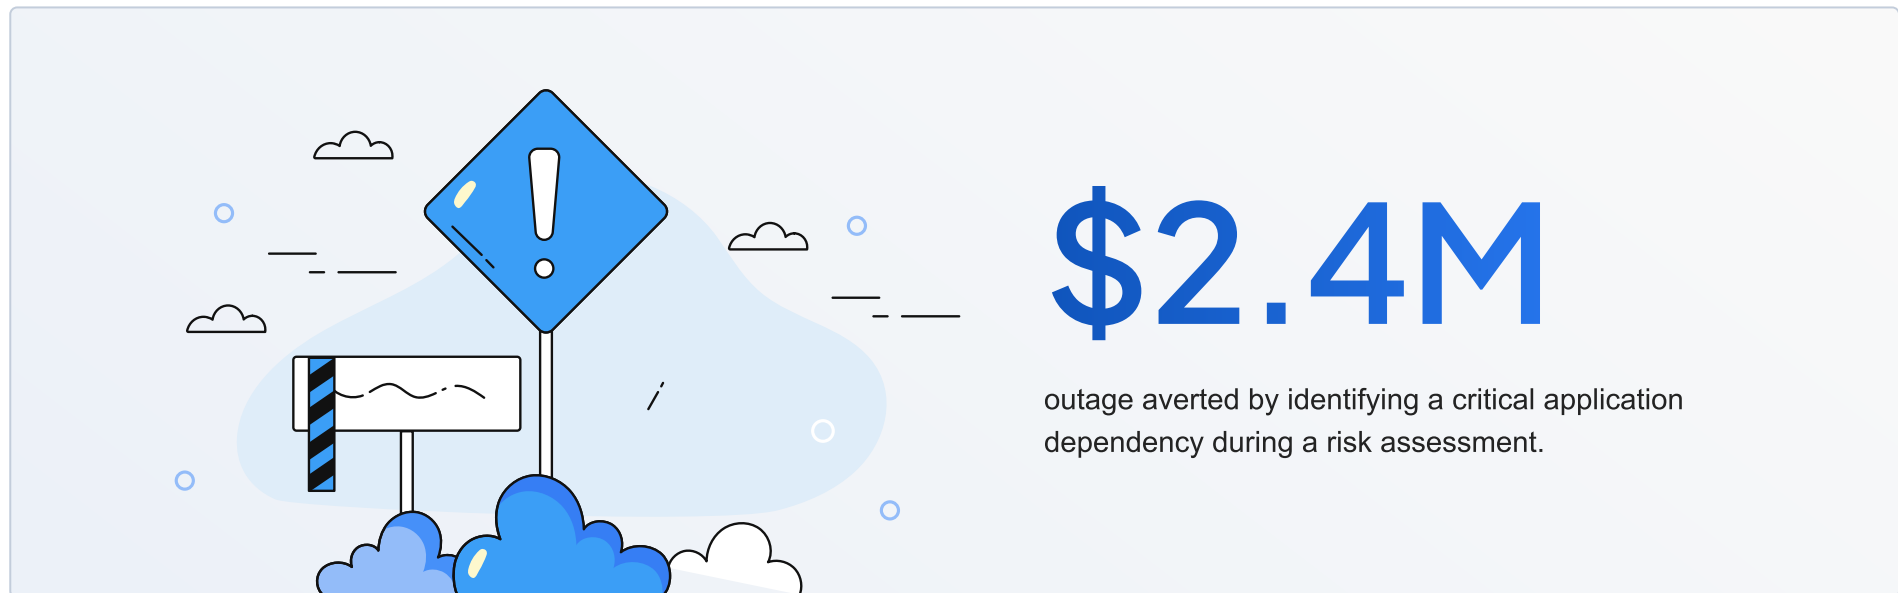 $2.4M
outage averted by identifying a critical application
dependency during a risk assessment.